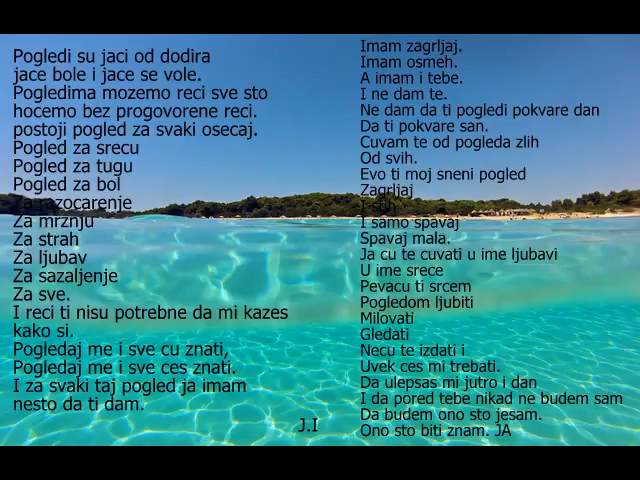 Pogledi su jaci od dodira
jace bole i jace se vole.
Pogledima mozemo reci sve sto
hocemo bez progovorene reci.
postoji pogled za svaki osecaj.
Pogled za srecu
Pogled za tugu
Pogled za bol
Za razocarenje
Za mrznju
Za strah
Za ljubav
Za sazaljenje
Za sve.
I reci ti nisu potrebne da mi kazes
kako si.
Pogledaj me i sve cu znati,
Pogledaj me i sve ces znati.
I za svaki taj pogled ja imam
nesto da ti dam.
J.I
Imam zagrljaj.
Imam osmeh.
A imam i tebe.
I ne dam te.
Ne dam da ti pogledi pokvare dan
Da ti pokvare san.
Cuvam te od pogleda zlih
Od svih.
Evo ti moj sneni pogled
Zagrljaj
I stih
I samo spavaj
Spavaj mala.
Ja cu te cuvati u ime ljubavi
U ime srece
Pevacu ti srcem
Pogledom ljubiti
Milovati
Gledati
Necu te izdati i
Uvek ces mi trebati.
Da ulepsas mi jutro i dan
I da pored tebe nikad ne budem sam
Da budem ono sto jesam.
Ono sto biti znam. JA